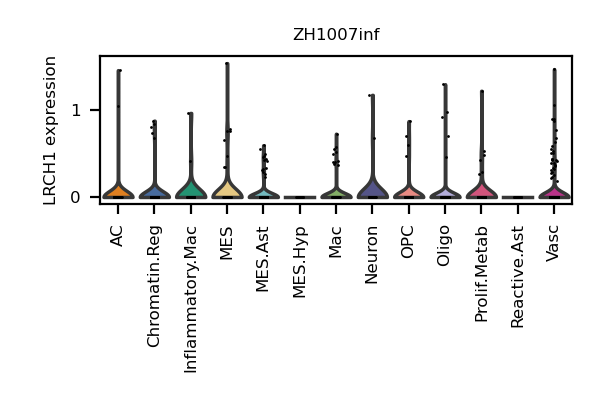 ZH1007inf
LRCH1 expression
1
0
AC
Chromatin.Reg
Inflammatory.Mac
MES
MES.Ast
MES.Hyp
Mac
Neuron
OPC
Oligo
Prolif.Metab
Reactive.Ast
Vasc